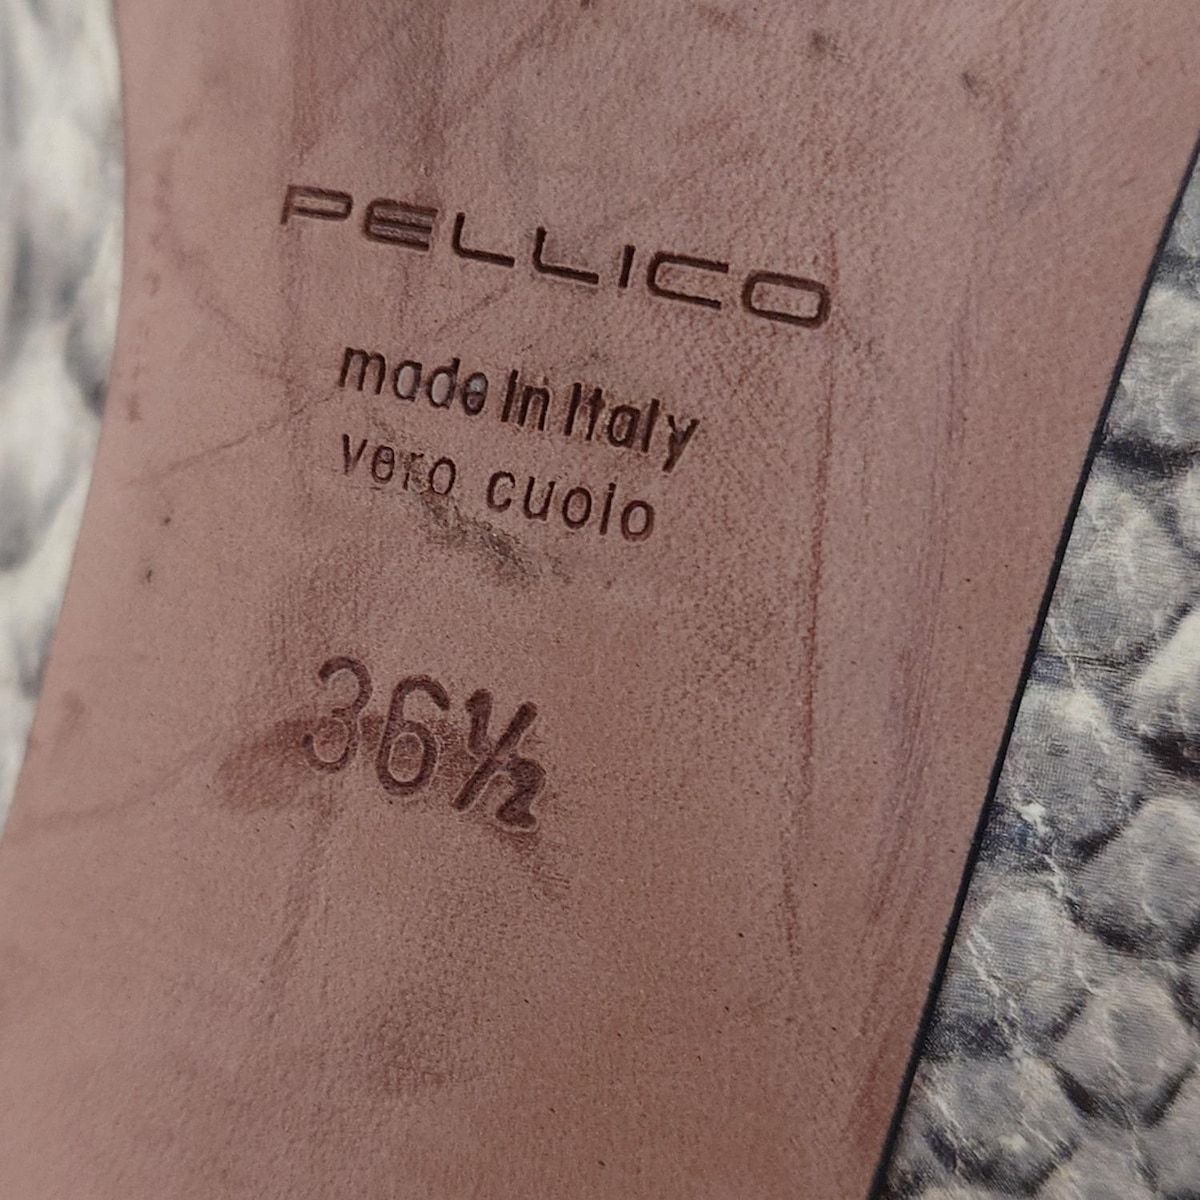 PELLICO
made in Italy
vero cuoio
36½